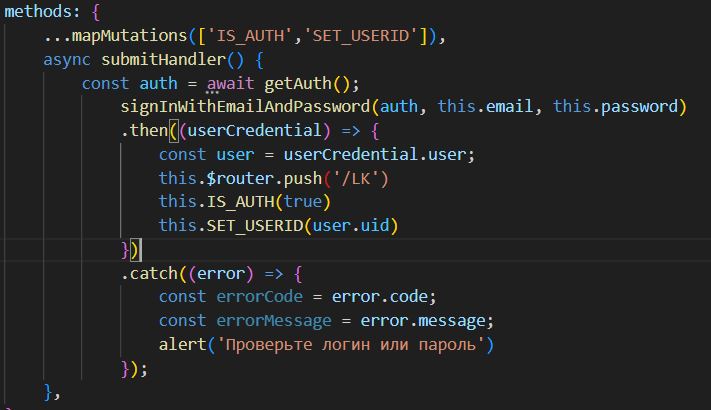 methods: {
...mapMutations(['IS_AUTH','SET_USERID']),
async submitHandler() {
const auth = await getAuth();
signInWithEmailAndPassword(auth, this.email, this.password)
.then((userCredential) => {
const user = userCredential.user;
this.$router.push('/LK')
this.IS_AUTH(true)
this.SET_USERID(user.uid)
})
.catch((error) => {
const errorCode = error.code;
const errorMessage = error.message;
alert('Проверьте логин или пароль')
});
},